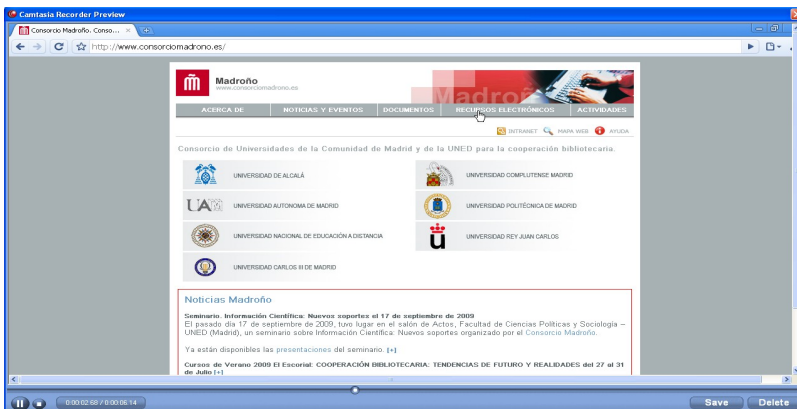 Camtasia Recorder Preview
Consorcio Madroño. Conso...
http://www.consorciomadrono.es/
Madroño
www.consorciomadrono.es
Madroñ
ACERCA DE NOTICIAS Y EVENTOS DOCUMENTOS RECURSOS ELECTRÓNICOS ACTIVIDADES
INTRANET MAPA WEB AYUDA
Consorcio de Universidades de la Comunidad de Madrid y de la UNED para la cooperación bibliotecaria.
UNIVERSIDAD DE ALCALÁ UNIVERSIDAD COMPLUTENSE MADRID
UAM UNIVERSIDAD AUTONOMA DE MADRID UNIVERSIDAD POLITÉCNICA DE MADRID
UNIVERSIDAD NACIONAL DE EDUCACIÓN A DISTANCIA ü UNIVERSIDAD REY JUAN CARLOS
UNIVERSIDAD CARLOS III DE MADRID
Noticias Madroño
Seminario. Información Científica: Nuevos soportes el 17 de septiembre de 2009
El pasado día 17 de septiembre de 2009, tuvo lugar en el salón de Actos, Facultad de Ciencias Políticas y Sociología –
UNED (Madrid), un seminario sobre Información Científica: Nuevos soportes organizado por el Consorcio Madroño.
Ya están disponibles las presentaciones del seminario. [+]
Cursos de Verano 2009 El Escorial: COOPERACIÓN BIBLIOTECARIA: TENDENCIAS DE FUTURO Y REALIDADES del 27 al 31
de Julio [+]
0:00:02.68 / 0:00:06.14 Save Delete